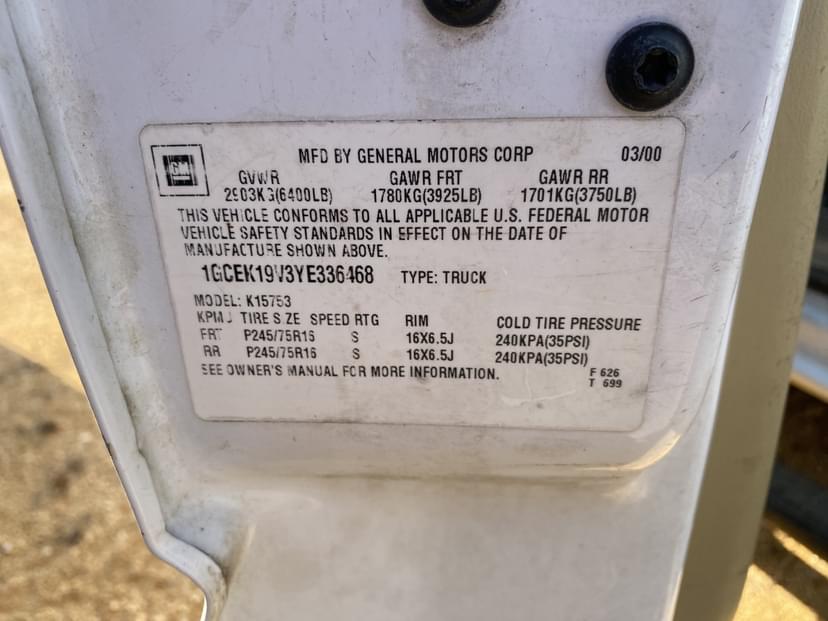 GM
MFD BY GENERAL MOTORS CORP 03/00
GVWR GAWR FRT GAWR RR
2903KG(6400LB) 1780KG(3925LB) 1701KG(3750LB)
THIS VEHICLE CONFORMS TO ALL APPLICABLE U.S. FEDERAL MOTOR
VEHICLE SAFETY STANDARDS IN EFFECT ON THE DATE OF
MANUFACTURE SHOWN ABOVE.
1GCEK19V3YE336468 TYPE: TRUCK
MODEL: K15753
TIRE SIZE SPEED RTG RIM COLD TIRE PRESSURE
FRT P245/75R16 S 16X6.5J 240KPA(35PSI)
RR P245/75R16 S 16X6.5J 240KPA(35PSI)
SEE OWNER'S MANUAL FOR MORE INFORMATION.
F 626
T 699